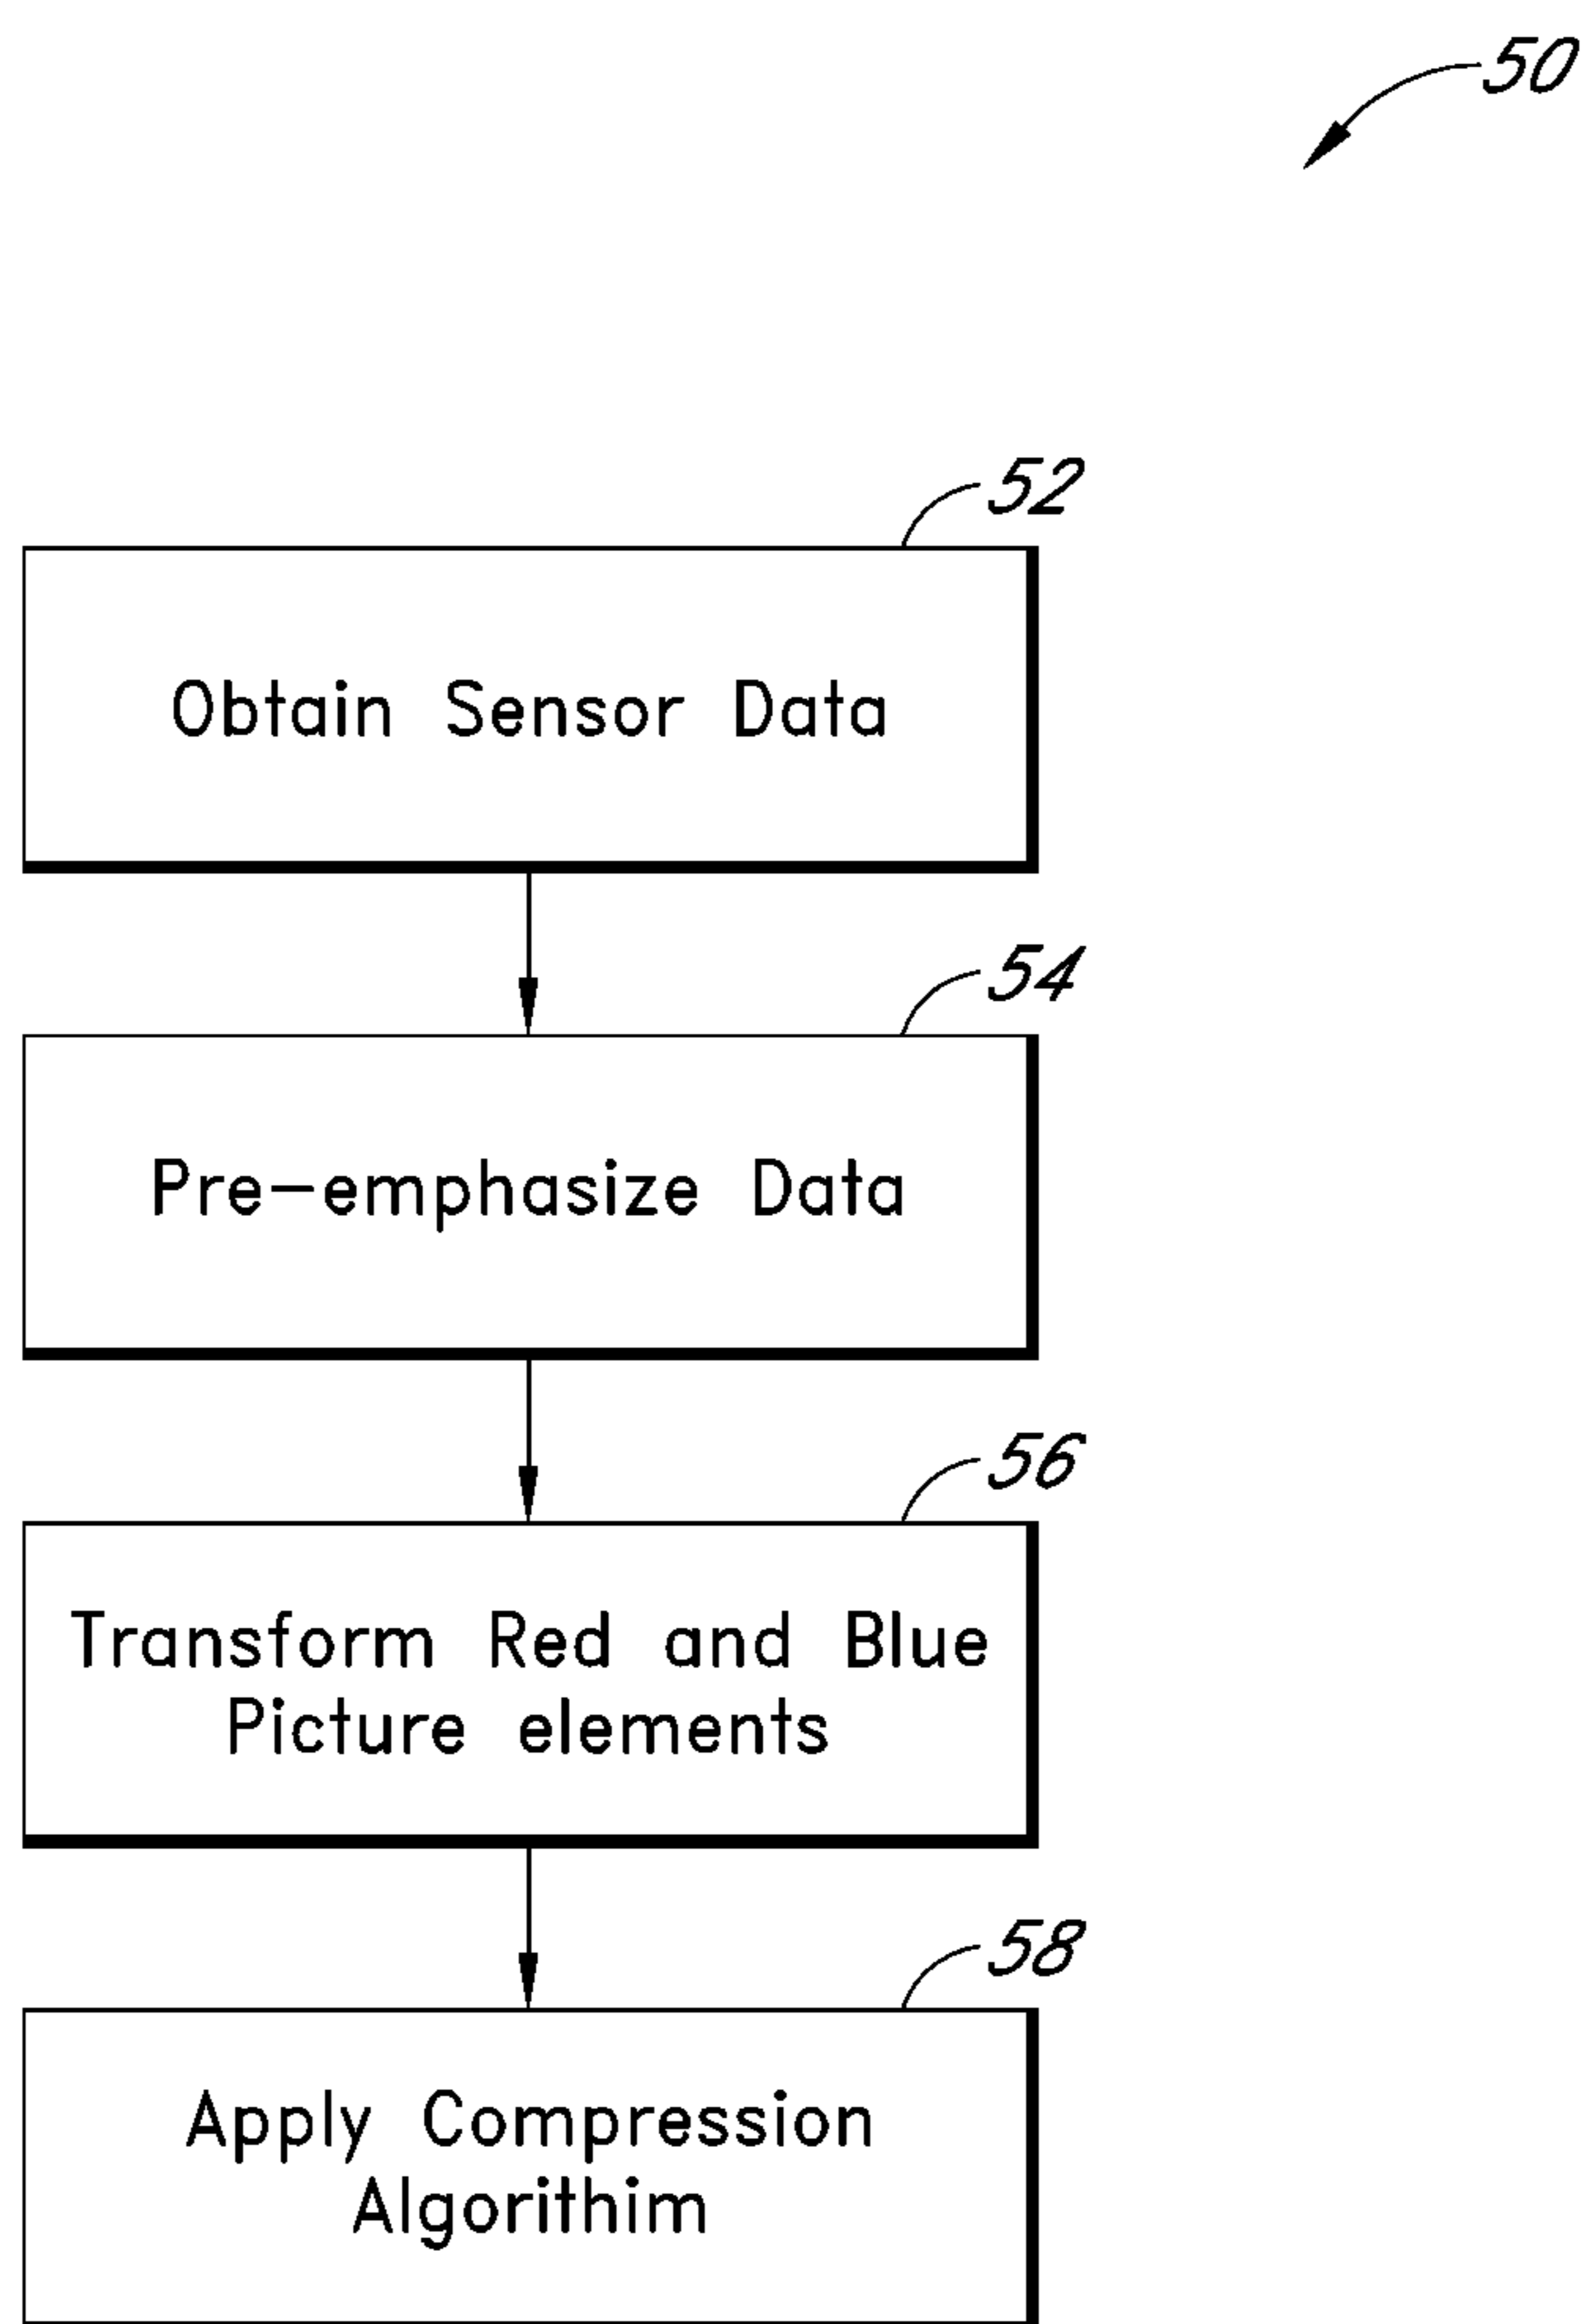 50
52
Obtain Sensor Data
54
Pre-emphasize Data
56
Transform Red and Blue
Picture elements
58
Apply Compression
Algorithim